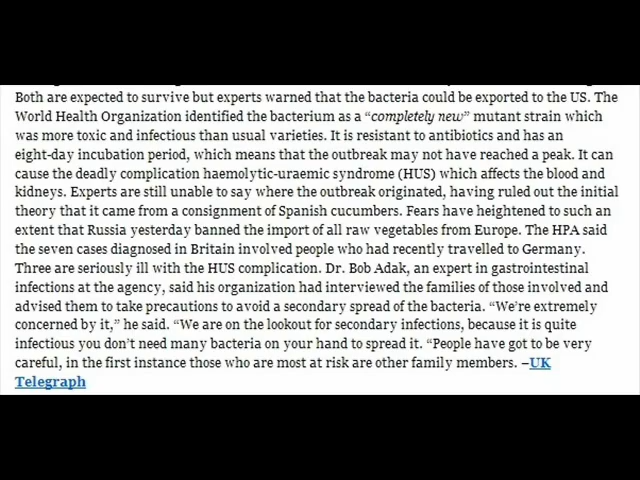 Both are expected to survive but experts warned that the bacteria could be exported to the US. The
World Health Organization identified the bacterium as a “completely new” mutant strain which
was more toxic and infectious than usual varieties. It is resistant to antibiotics and has an
eight-day incubation period, which means that the outbreak may not have reached a peak. It can
cause the deadly complication haemolytic-uraemic syndrome (HUS) which affects the blood and
kidneys. Experts are still unable to say where the outbreak originated, having ruled out the initial
theory that it came from a consignment of Spanish cucumbers. Fears have heightened to such an
extent that Russia yesterday banned the import of all raw vegetables from Europe. The HPA said
the seven cases diagnosed in Britain involved people who had recently travelled to Germany.
Three are seriously ill with the HUS complication. Dr. Bob Adak, an expert in gastrointestinal
infections at the agency, said his organization had interviewed the families of those involved and
advised them to take precautions to avoid a secondary spread of the bacteria. “We’re extremely
concerned by it,” he said. “We are on the lookout for secondary infections, because it is quite
infectious you don’t need many bacteria on your hand to spread it. “People have got to be very
careful, in the first instance those who are most at risk are other family members. –UK
Telegraph